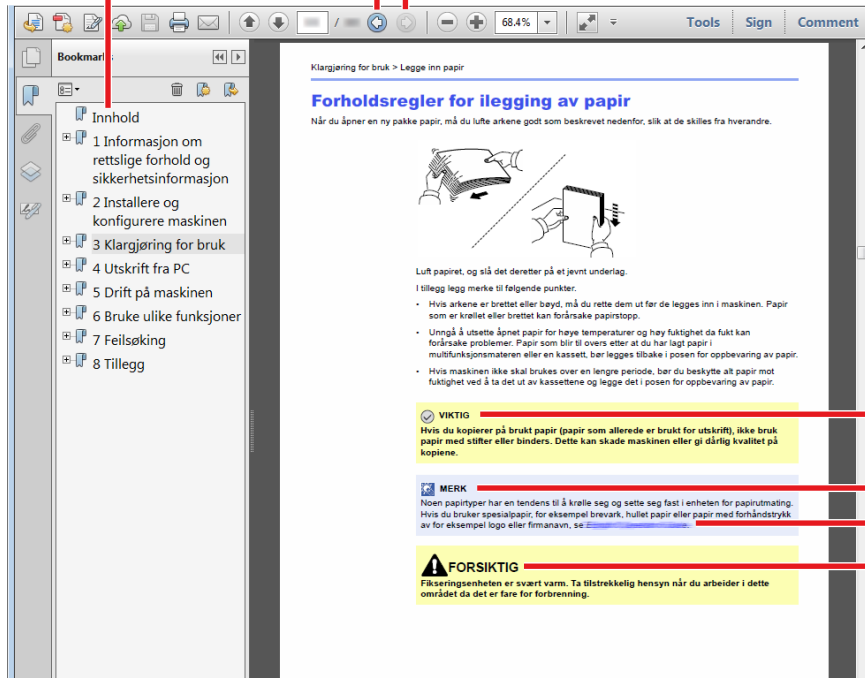 /
68.4%
Tools
Sign
Comment
Bookmarks
Innhold
1 Informasjon om
rettslige forhold og
sikkerhetsinformasjon
2 Installere og
konfigurere maskinen
3 Klargjøring for bruk
4 Utskrift fra PC
5 Drift på maskinen
6 Bruke ulike funksjoner
7 Feilsøking
8 Tillegg
Klargjøring for bruk > Legge inn papir
Forholdsregler for ilegging av papir
Når du åpner en ny pakke papir, må du lufte arkene godt som beskrevet nedenfor, slik at de skilles fra hverandre.
Luft papiret, og slå det deretter på et jevnt underlag.
I tillegg legg merke til følgende punkter.
• Hvis arkene er brettet eller bøyd, må du rette dem ut før de legges inn i maskinen. Papir
som er krøllet eller brettet kan forårsake papirstopp.
• Unngå å utsette åpnet papir for høye temperaturer og høy fuktighet da fukt kan
forårsake problemer. Papir som blir til overs etter at du har lagt papir i
multifunksjonsmateren eller en kassett, bør legges tilbake i posen for oppbevaring av papir.
• Hvis maskinen ikke skal brukes over en lengre periode, bør du beskytte alt papir mot
fuktighet ved å ta det ut av kassettene og legge det i posen for oppbevaring av papir.
VIKTIG
Hvis du kopierer på brukt papir (papir som allerede er brukt for utskrift), ikke bruk
papir med stifter eller binders. Dette kan skade maskinen eller gi dårlig kvalitet på
kopiene.
MERK
Noen papirtyper har en tendens til å krølle seg og sette seg fast i enheten for papirutmating.
Hvis du bruker spesialpapir, for eksempel brevark, hullet papir eller papir med forhåndstrykk
av for eksempel logo eller firmanavn, se
FORSIKTIG
Fikseringsenheten er svært varm. Ta tilstrekkelig hensyn når du arbeider i dette
området da det er fare for forbrenning.